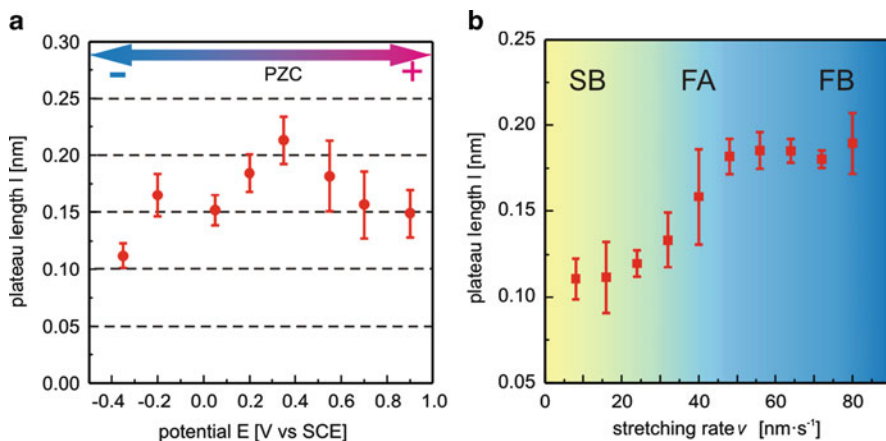 a
0.30
0.25
0.20
0.15
0.10
0.05
0.00
plateau length l [nm]
- PZC +
-0.4 -0.2 0.0 0.2 0.4 0.6 0.8 1.0
potential E [V vs SCE]
b
0.25
0.20
0.15
0.10
0.05
plateau length l [nm]
SB FA FB
0 20 40 60 80
stretching rate v [nm·s⁻¹]